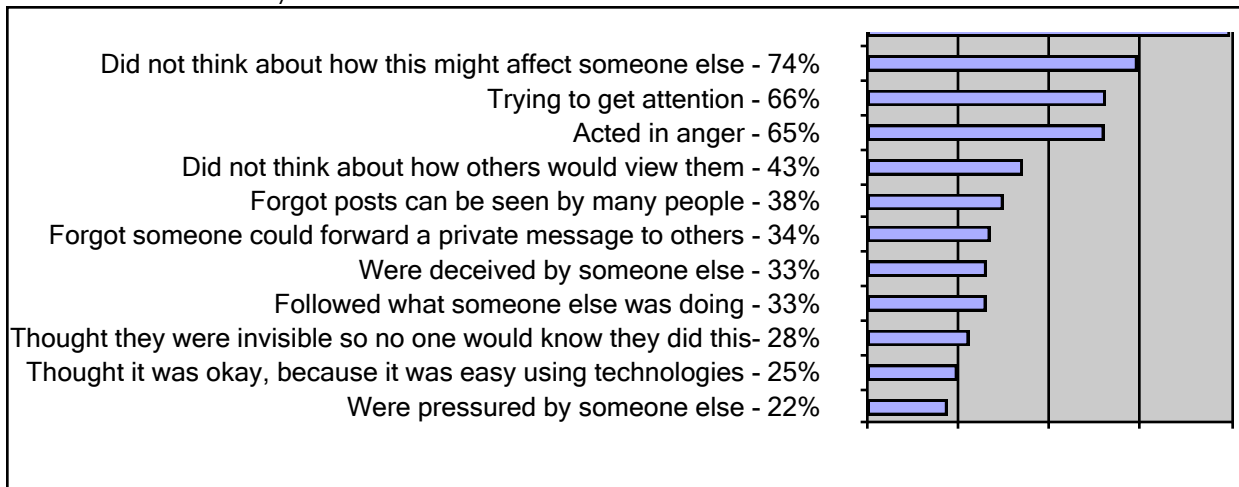 Did not think about how this might affect someone else - 74%
Trying to get attention - 66%
Acted in anger - 65%
Did not think about how others would view them - 43%
Forgot posts can be seen by many people - 38%
Forgot someone could forward a private message to others - 34%
Were deceived by someone else - 33%
Followed what someone else was doing - 33%
Thought they were invisible so no one would know they did this- 28%
Thought it was okay, because it was easy using technologies - 25%
Were pressured by someone else - 22%